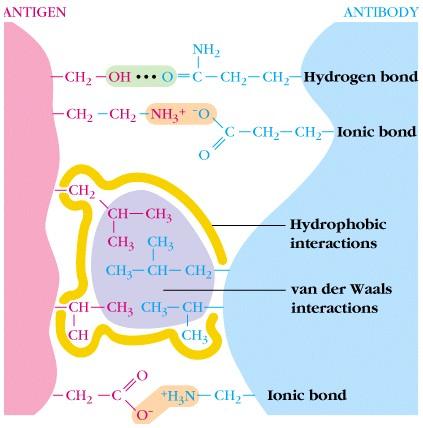 ANTIGEN
ANTIBODY
NH₂
—CH₂—OH ••• O=C—CH₂—CH₂— Hydrogen bond
—CH₂—CH₂—NH₃⁺ ⁻O
C—CH₂—CH₂— Ionic bond
O
—CH₂
CH—CH₃
CH₃
Hydrophobic
interactions
CH₃
CH₃—CH—CH₂—
van der Waals
interactions
—CH—CH₃ CH₃—CH—
CH CH₃
O
—CH₂—C
O⁻
⁺H₃N—CH₂— Ionic bond